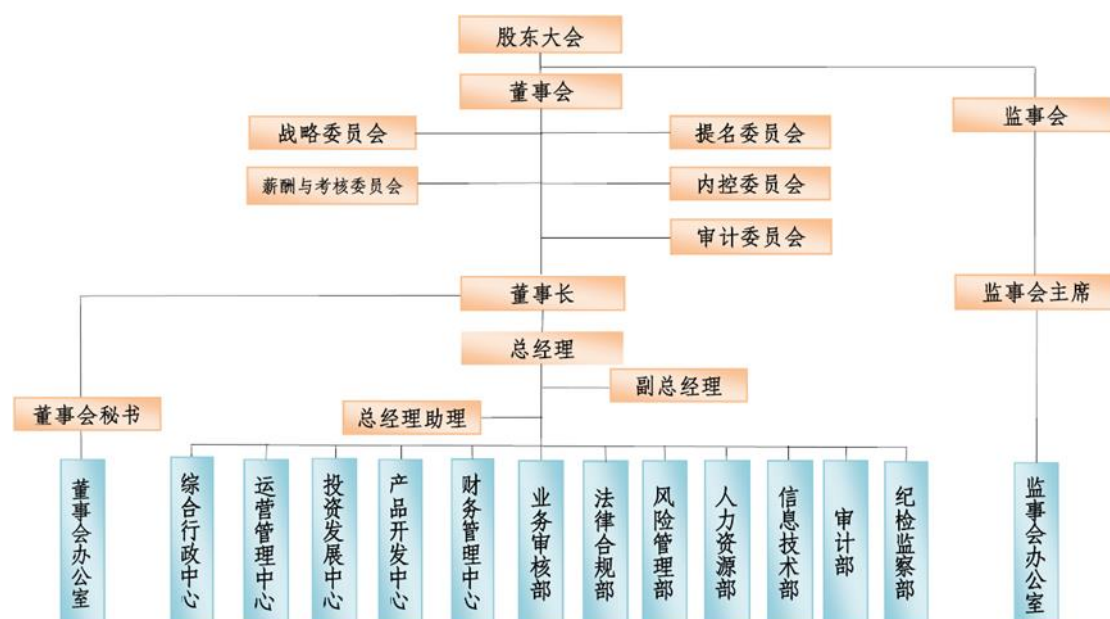 股东大会
董事会
监事会
战略委员会
提名委员会
薪酬与考核委员会
内控委员会
审计委员会
董事长
监事会主席
总经理
副总经理
董事会秘书
总经理助理
董事会办公室
综合行政中心
运营管理中心
投资发展中心
产品开发中心
财务管理中心
业务审核部
法律合规部
风险管理部
人力资源部
信息技术部
审计部
纪检监察部
监事会办公室